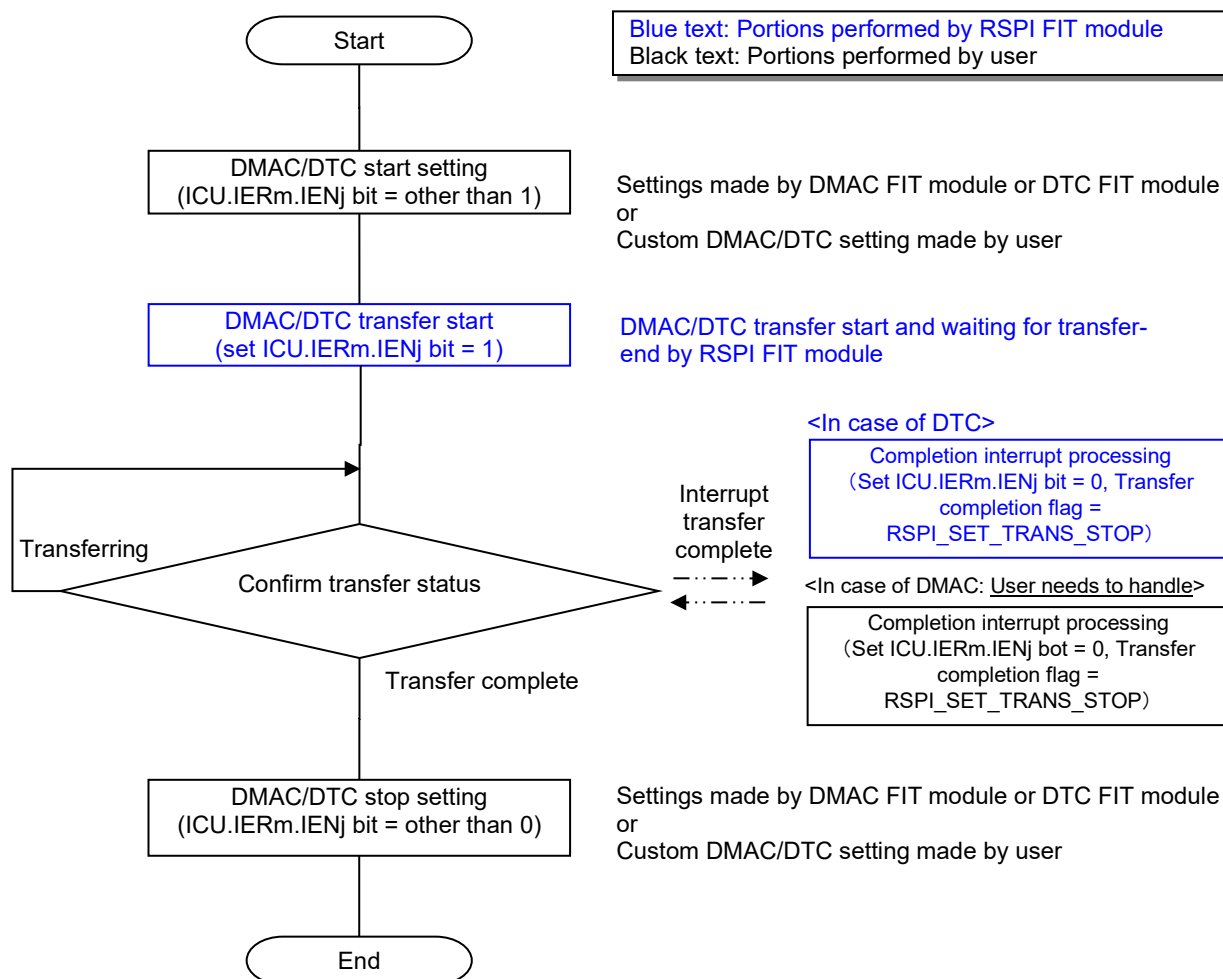 Start
Blue text: Portions performed by RSPI FIT module
Black text: Portions performed by user
DMAC/DTC start setting
(ICU.IERm.IENj bit = other than 1)
Settings made by DMAC FIT module or DTC FIT module
or
Custom DMAC/DTC setting made by user
DMAC/DTC transfer start
(set ICU.IERm.IENj bit = 1)
DMAC/DTC transfer start and waiting for transfer-
end by RSPI FIT module
<In case of DTC>
Completion interrupt processing
（Set ICU.IERm.IENj bit = 0, Transfer
completion flag =
RSPI_SET_TRANS_STOP）
Interrupt
transfer
complete
Transferring
Confirm transfer status
<In case of DMAC: User needs to handle>
Completion interrupt processing
（Set ICU.IERm.IENj bot = 0, Transfer
completion flag =
RSPI_SET_TRANS_STOP）
Transfer complete
DMAC/DTC stop setting
(ICU.IERm.IENj bit = other than 0)
Settings made by DMAC FIT module or DTC FIT module
or
Custom DMAC/DTC setting made by user
End